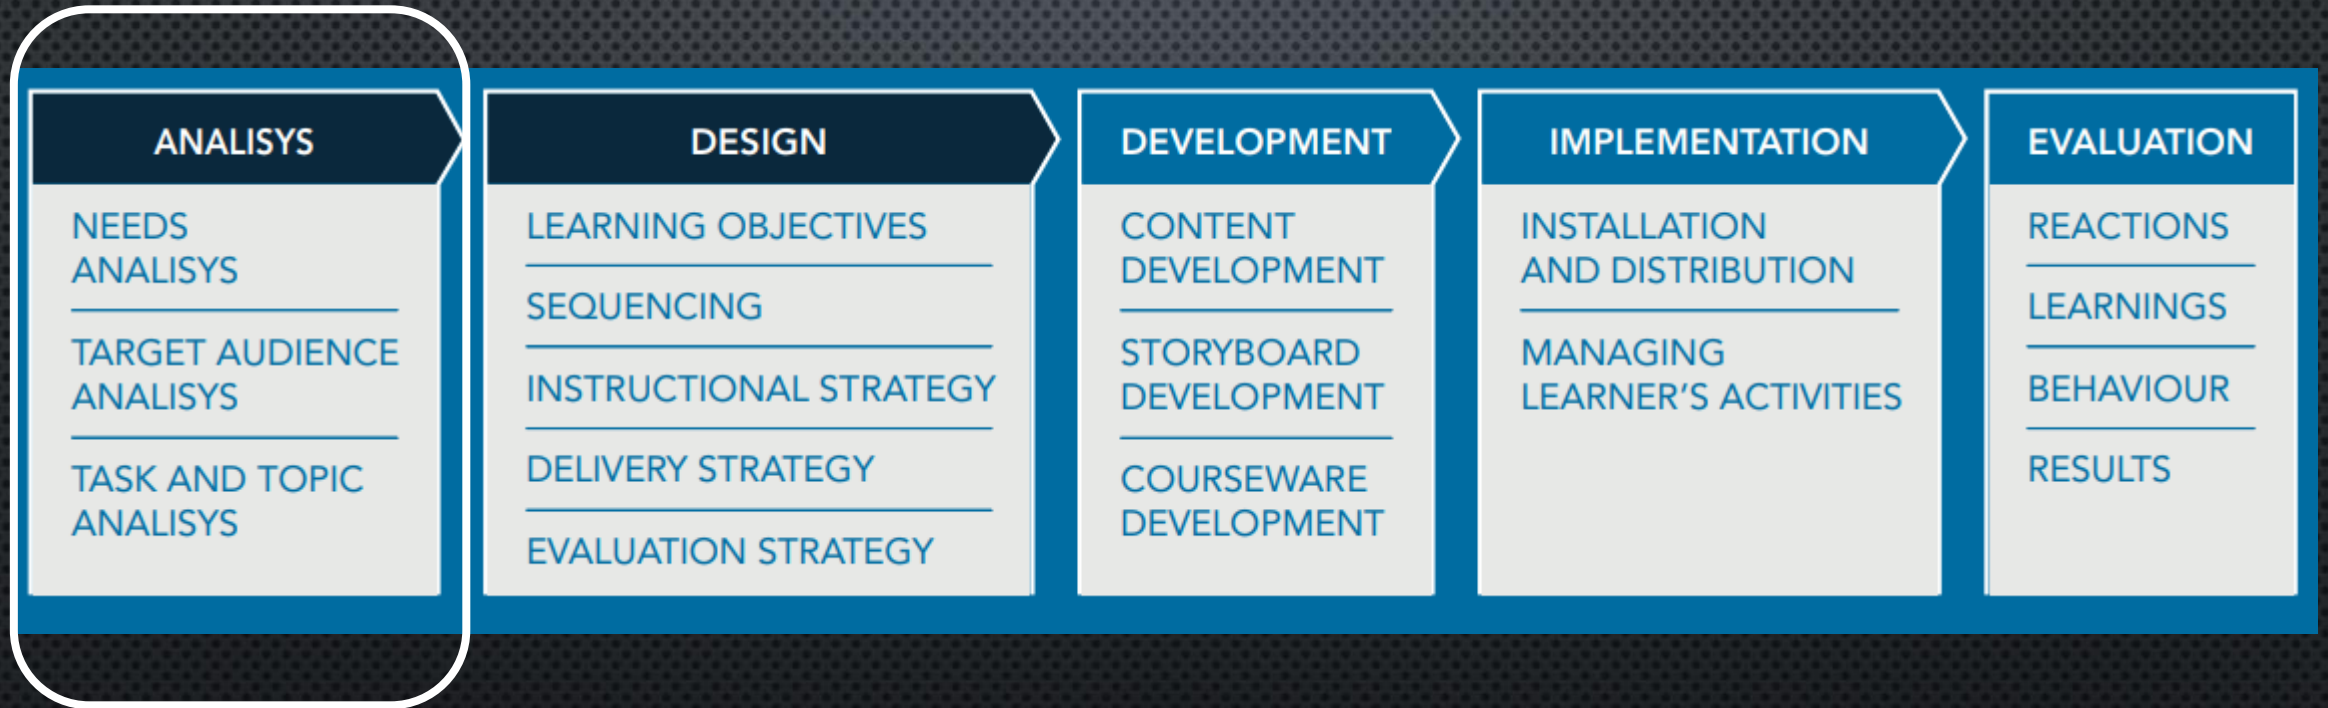 ANALISYS
NEEDS
ANALISYS
TARGET AUDIENCE
ANALISYS
TASK AND TOPIC
ANALISYS
DESIGN
LEARNING OBJECTIVES
SEQUENCING
INSTRUCTIONAL STRATEGY
DELIVERY STRATEGY
EVALUATION STRATEGY
DEVELOPMENT
CONTENT
DEVELOPMENT
STORYBOARD
DEVELOPMENT
COURSEWARE
DEVELOPMENT
IMPLEMENTATION
INSTALLATION
AND DISTRIBUTION
MANAGING
LEARNER’S ACTIVITIES
EVALUATION
REACTIONS
LEARNINGS
BEHAVIOUR
RESULTS